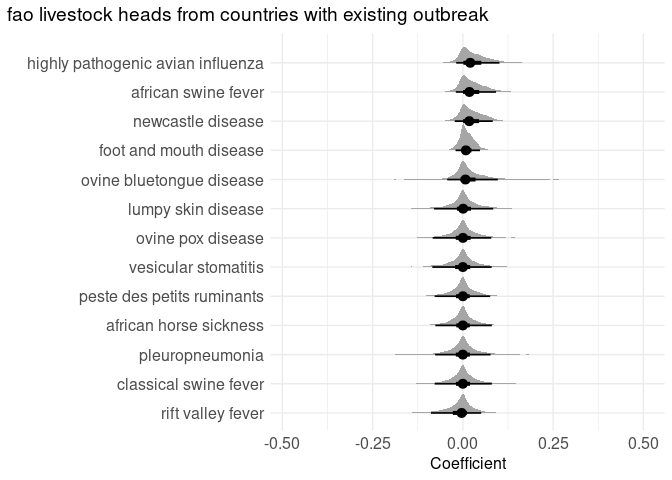 fao livestock heads from countries with existing outbreak
highly pathogenic avian influenza
african swine fever
newcastle disease
foot and mouth disease
ovine bluetongue disease
lumpy skin disease
ovine pox disease
vesicular stomatitis
peste des petits ruminants
african horse sickness
pleuropneumonia
classical swine fever
rift valley fever
-0.50 -0.25 0.00 0.25 0.50
Coefficient